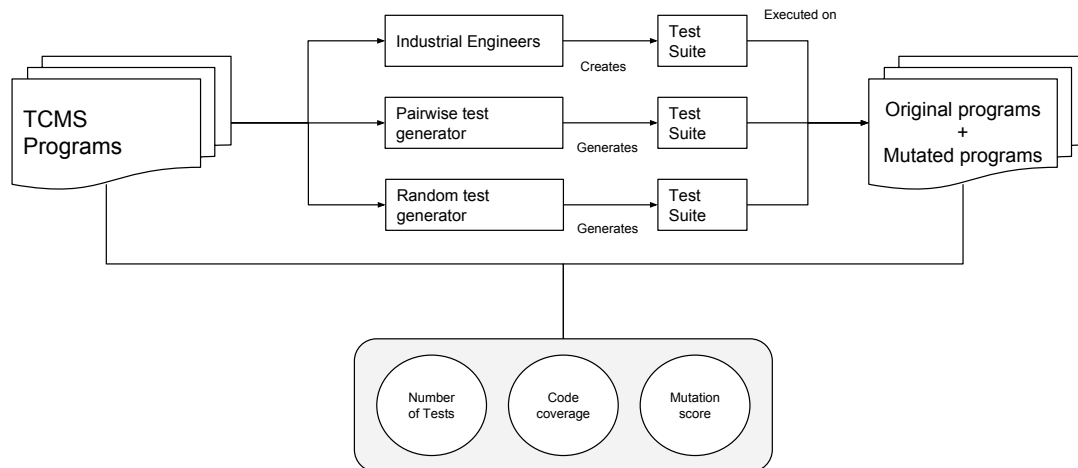 Executed on
TCMS
Programs
Industrial Engineers
Creates
Test
Suite
Pairwise test
generator
Generates
Test
Suite
Random test
generator
Generates
Test
Suite
Original programs
+
Mutated programs
Number
of Tests
Code
coverage
Mutation
score